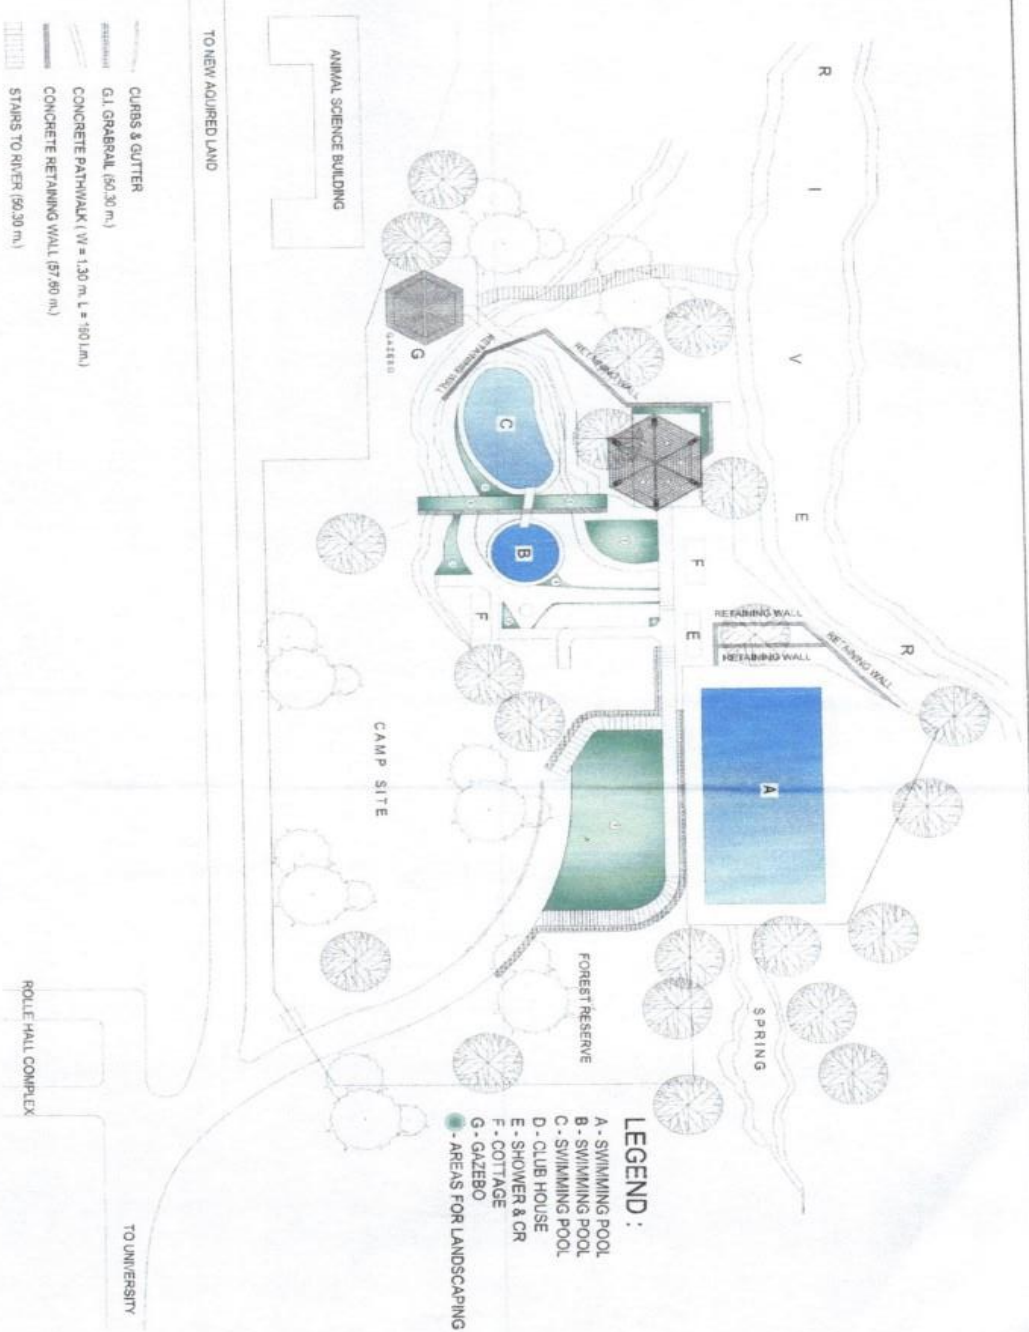 R I V E R
SPRING
LEGEND :
A - SWIMMING POOL
B - SWIMMING POOL
C - SWIMMING POOL
D - CLUB HOUSE
E - SHOWER & CR
F - COTTAGE
G - GAZEBO
- AREAS FOR LANDSCAPING
RETAINING WALL
RETAINING WALL
RETAINING WALL
A
E
F
FOREST RESERVE
RETAINING WALL
RETAINING WALL
C
B
F
G
GAZEBO
CAMP SITE
ANIMAL SCIENCE BUILDING
TO NEW AQUIRED LAND
CURBS & GUTTER
G.I. GRABRAIL (50.30 m.)
CONCRETE PATHWALK ( W = 1.30 m. L = 160 l.m.)
CONCRETE RETAINING WALL (57.60 m.)
STAIRS TO RIVER (50.30 m.)
ROLLE HALL COMPLEX
TO UNIVERSITY